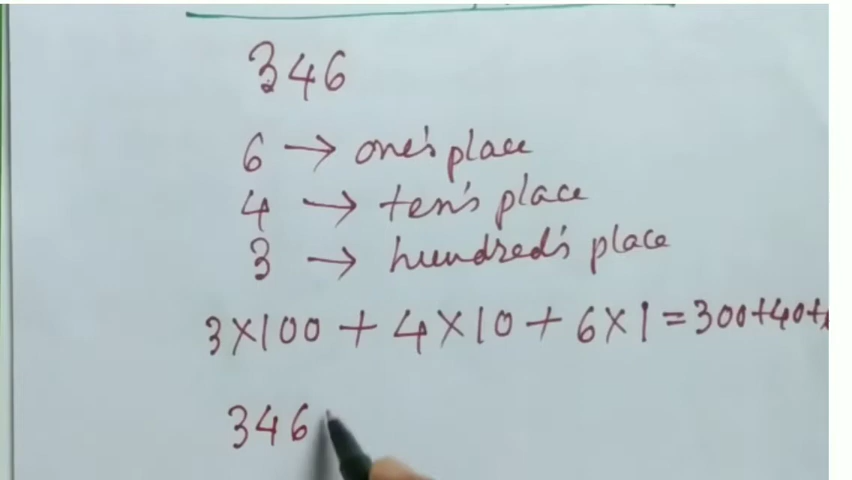 346
6 → one's place
4 → ten's place
3 → hundred's place
3×100 + 4×10 + 6×1 = 300+40+
346